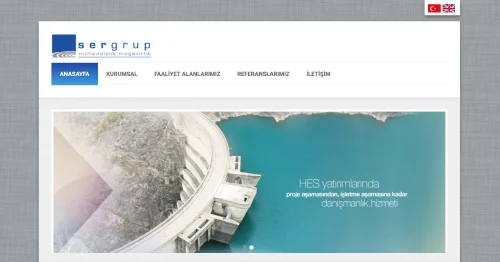 sergrup
mühendislik müşavirlik
ANASAYFA KURUMSAL FAALİYET ALANLARIMIZ REFERANSLARIMIZ İLETİŞİM
HES yatırımlarında
proje aşamasından, işletme aşamasına kadar
danışmanlık hizmeti